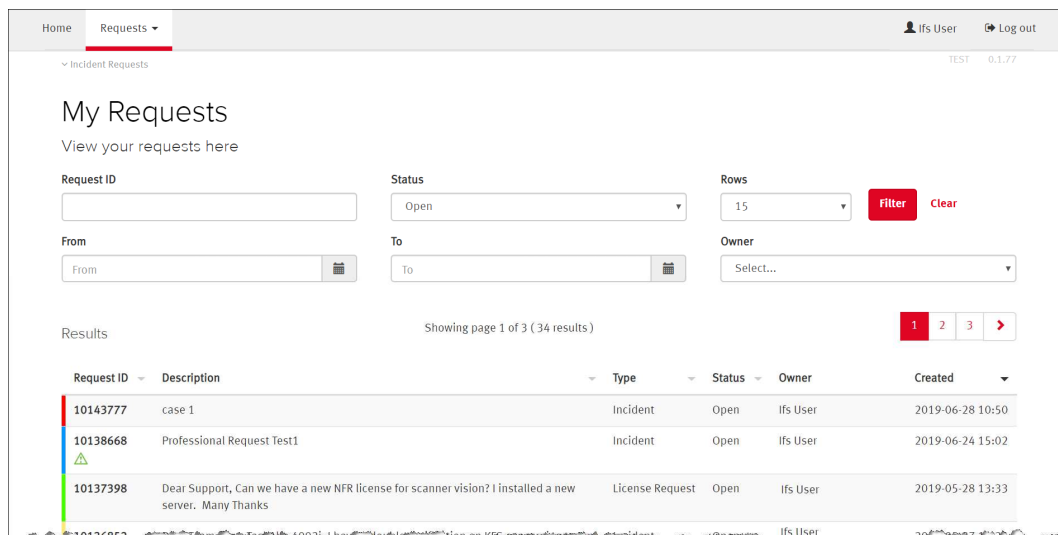 Home Requests Ifs User Log out
Incident Requests TEST 0.1.77
My Requests
View your requests here
Request ID Status Rows
Open 15 Filter Clear
From To Owner
From To Select...
Results Showing page 1 of 3 ( 34 results ) 1 2 3
Request ID Description Type Status Owner Created
10143777 case 1 Incident Open Ifs User 2019-06-28 10:50
10138668 Professional Request Test1 Incident Open Ifs User 2019-06-24 15:02
10137398 Dear Support, Can we have a new NFR license for scanner vision? I installed a new License Request Open Ifs User 2019-05-28 13:33
server. Many Thanks
Ifs User